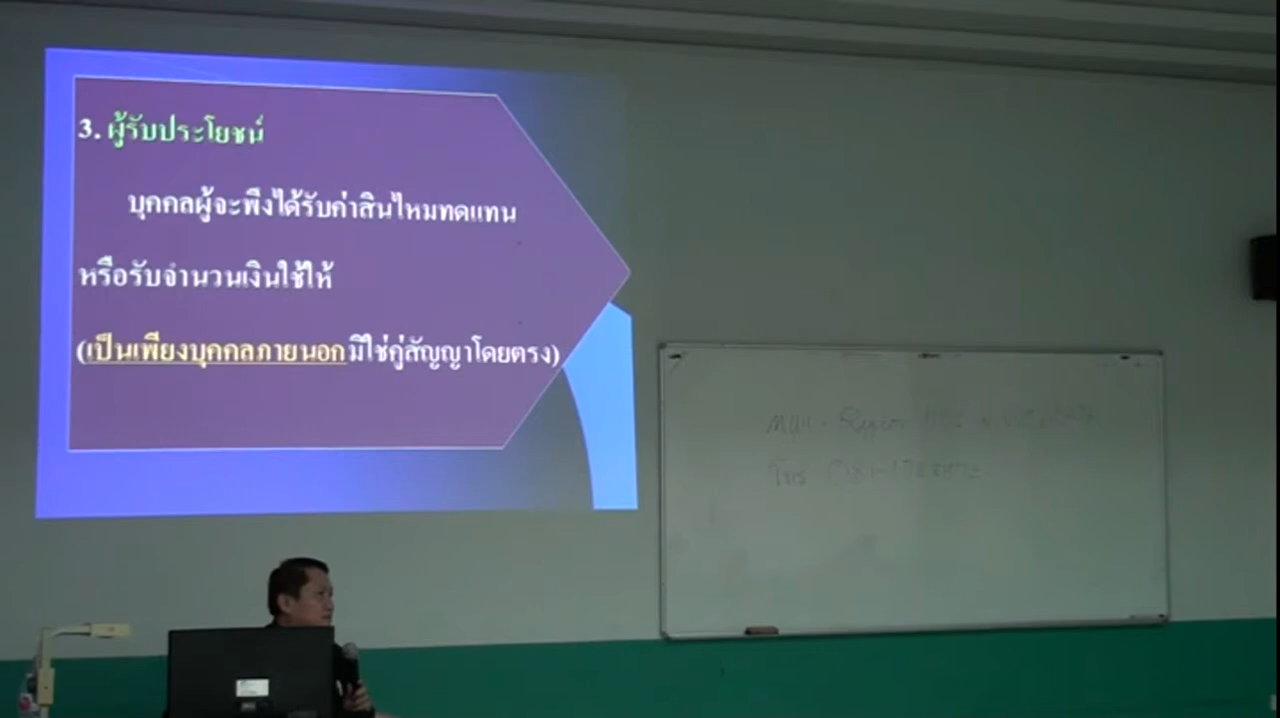 3. ผู้รับประโยชน์
บุคคลผู้จะพึงได้รับค่าสินไหมทดแทน
หรือรับจำนวนเงินใช้ให้
(เป็นเพียงบุคคลภายนอกมิใช่คู่สัญญาโดยตรง)
โทร